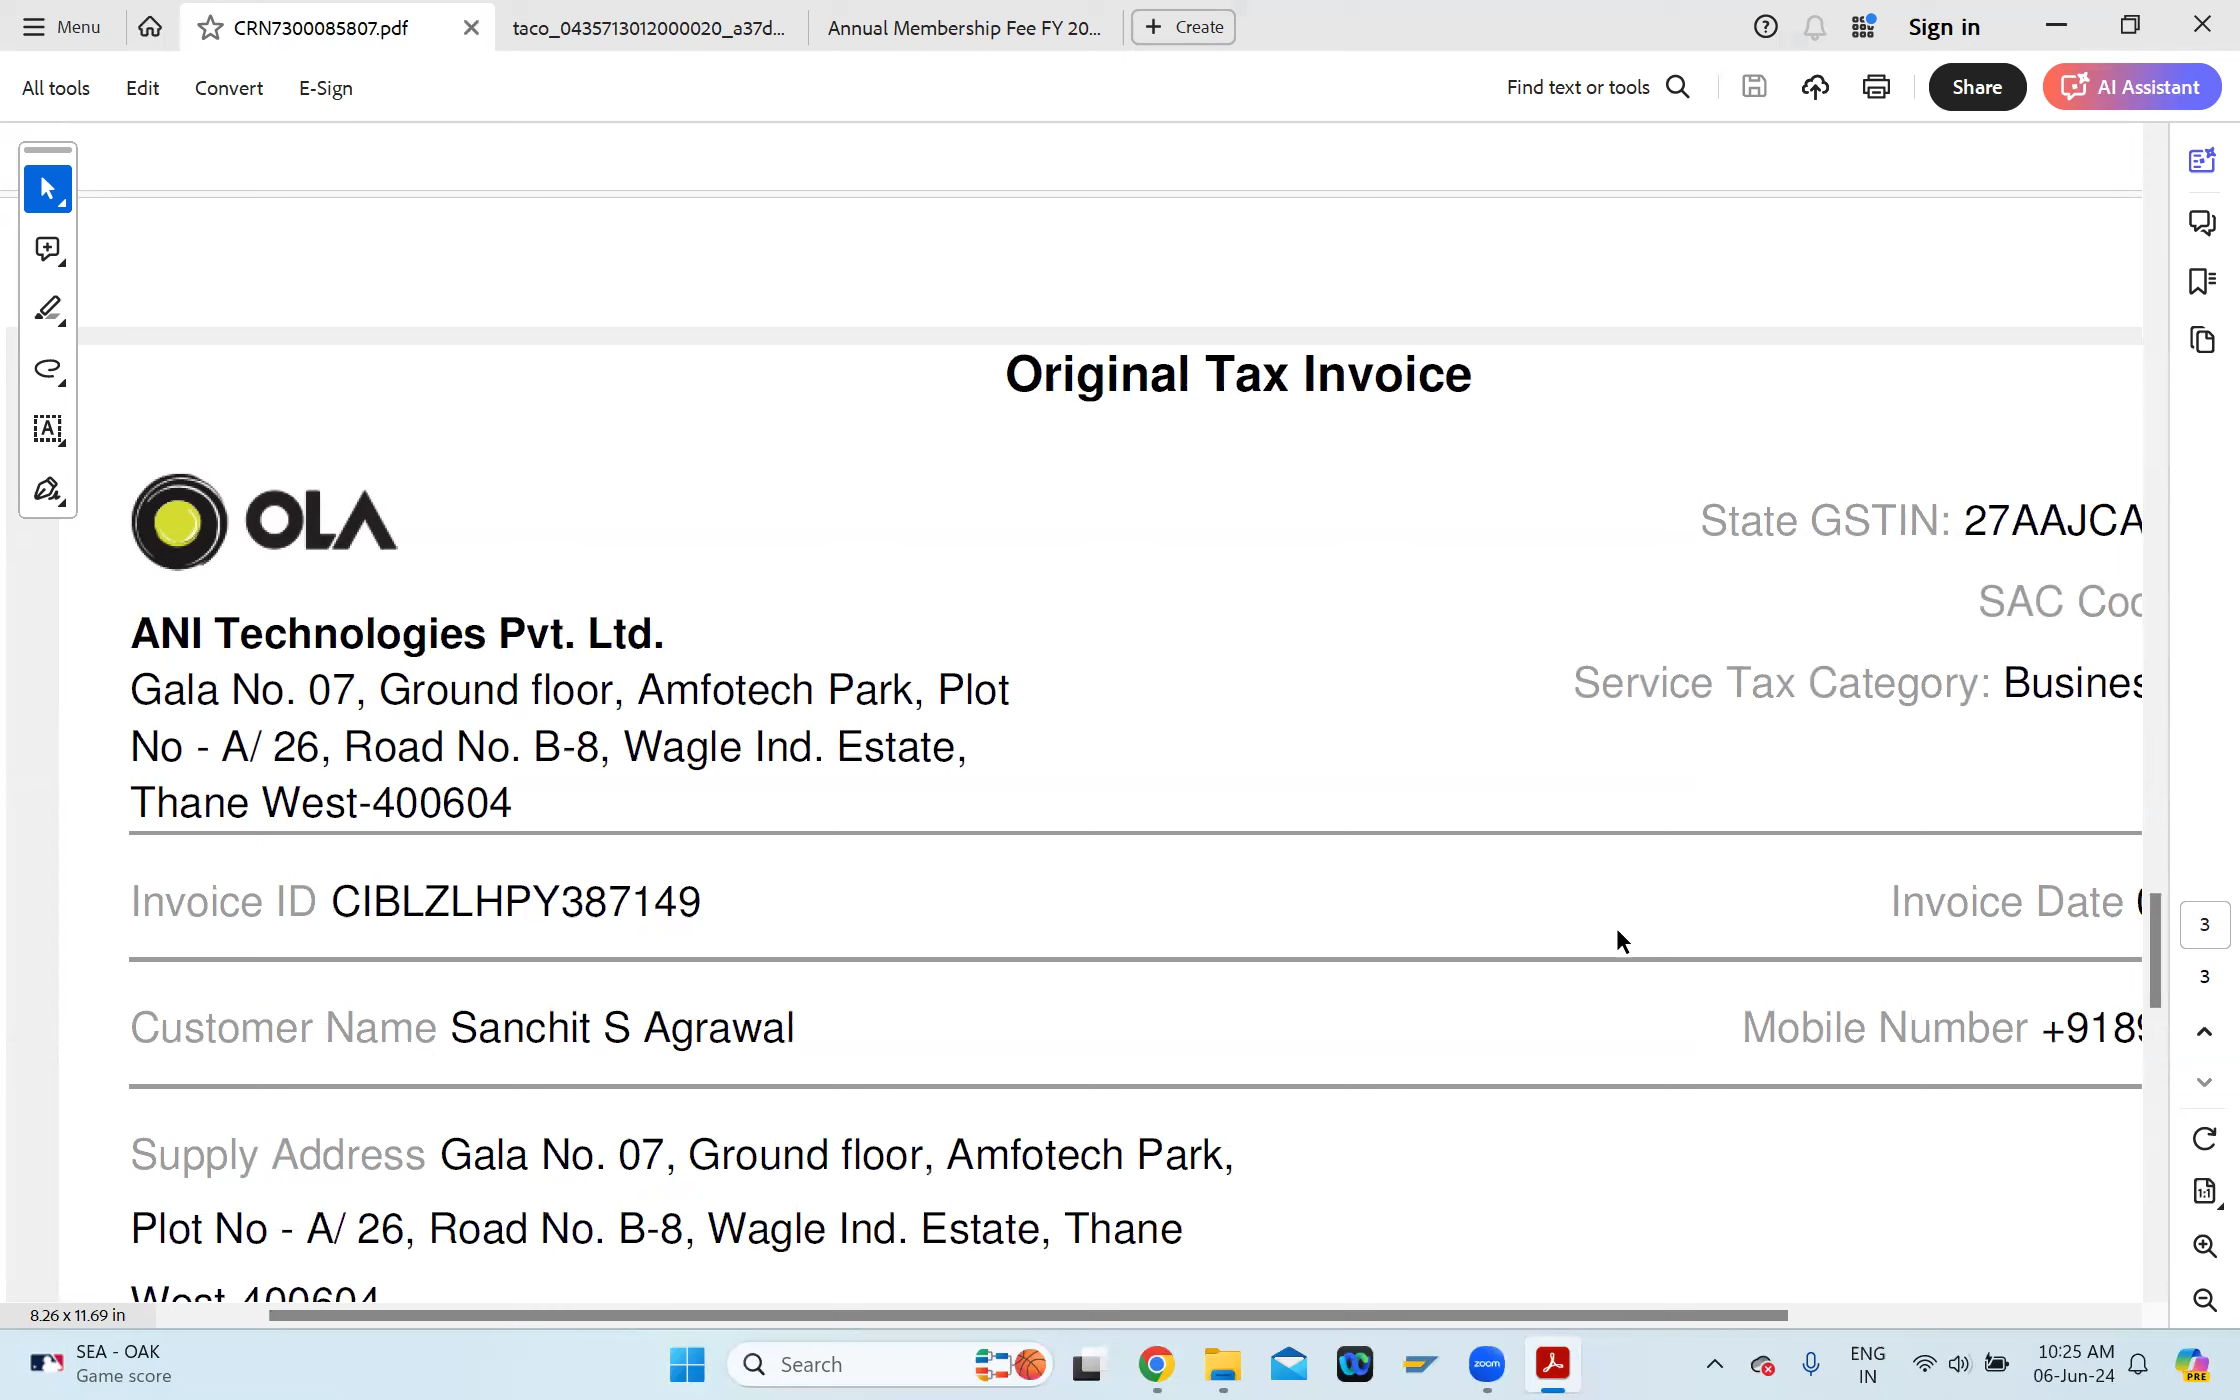 Menu
CRN7300085807.pdf
taco_0435713012000020_a37d...
Annual Membership Fee FY 20...
Create
Sign in
All tools
Edit
Convert
E-Sign
Find text or tools
Share
AI Assistant
Original Tax Invoice
OLA
State GSTIN: 27AAJCA
SAC Coc
Service Tax Category: Busines
ANI Technologies Pvt. Ltd.
Gala No. 07, Ground floor, Amfotech Park, Plot
No - A/ 26, Road No. B-8, Wagle Ind. Estate,
Thane West-400604
Invoice ID CIBLZLHPY387149
Invoice Date
Customer Name Sanchit S Agrawal
Mobile Number +918
Supply Address Gala No. 07, Ground floor, Amfotech Park,
Plot No - A/ 26, Road No. B-8, Wagle Ind. Estate, Thane
West-400604
3
3
8.26 x 11.69 in
SEA - OAK
Game score
Search
zoom
ENG
IN
10:25 AM
06-Jun-24
PRE